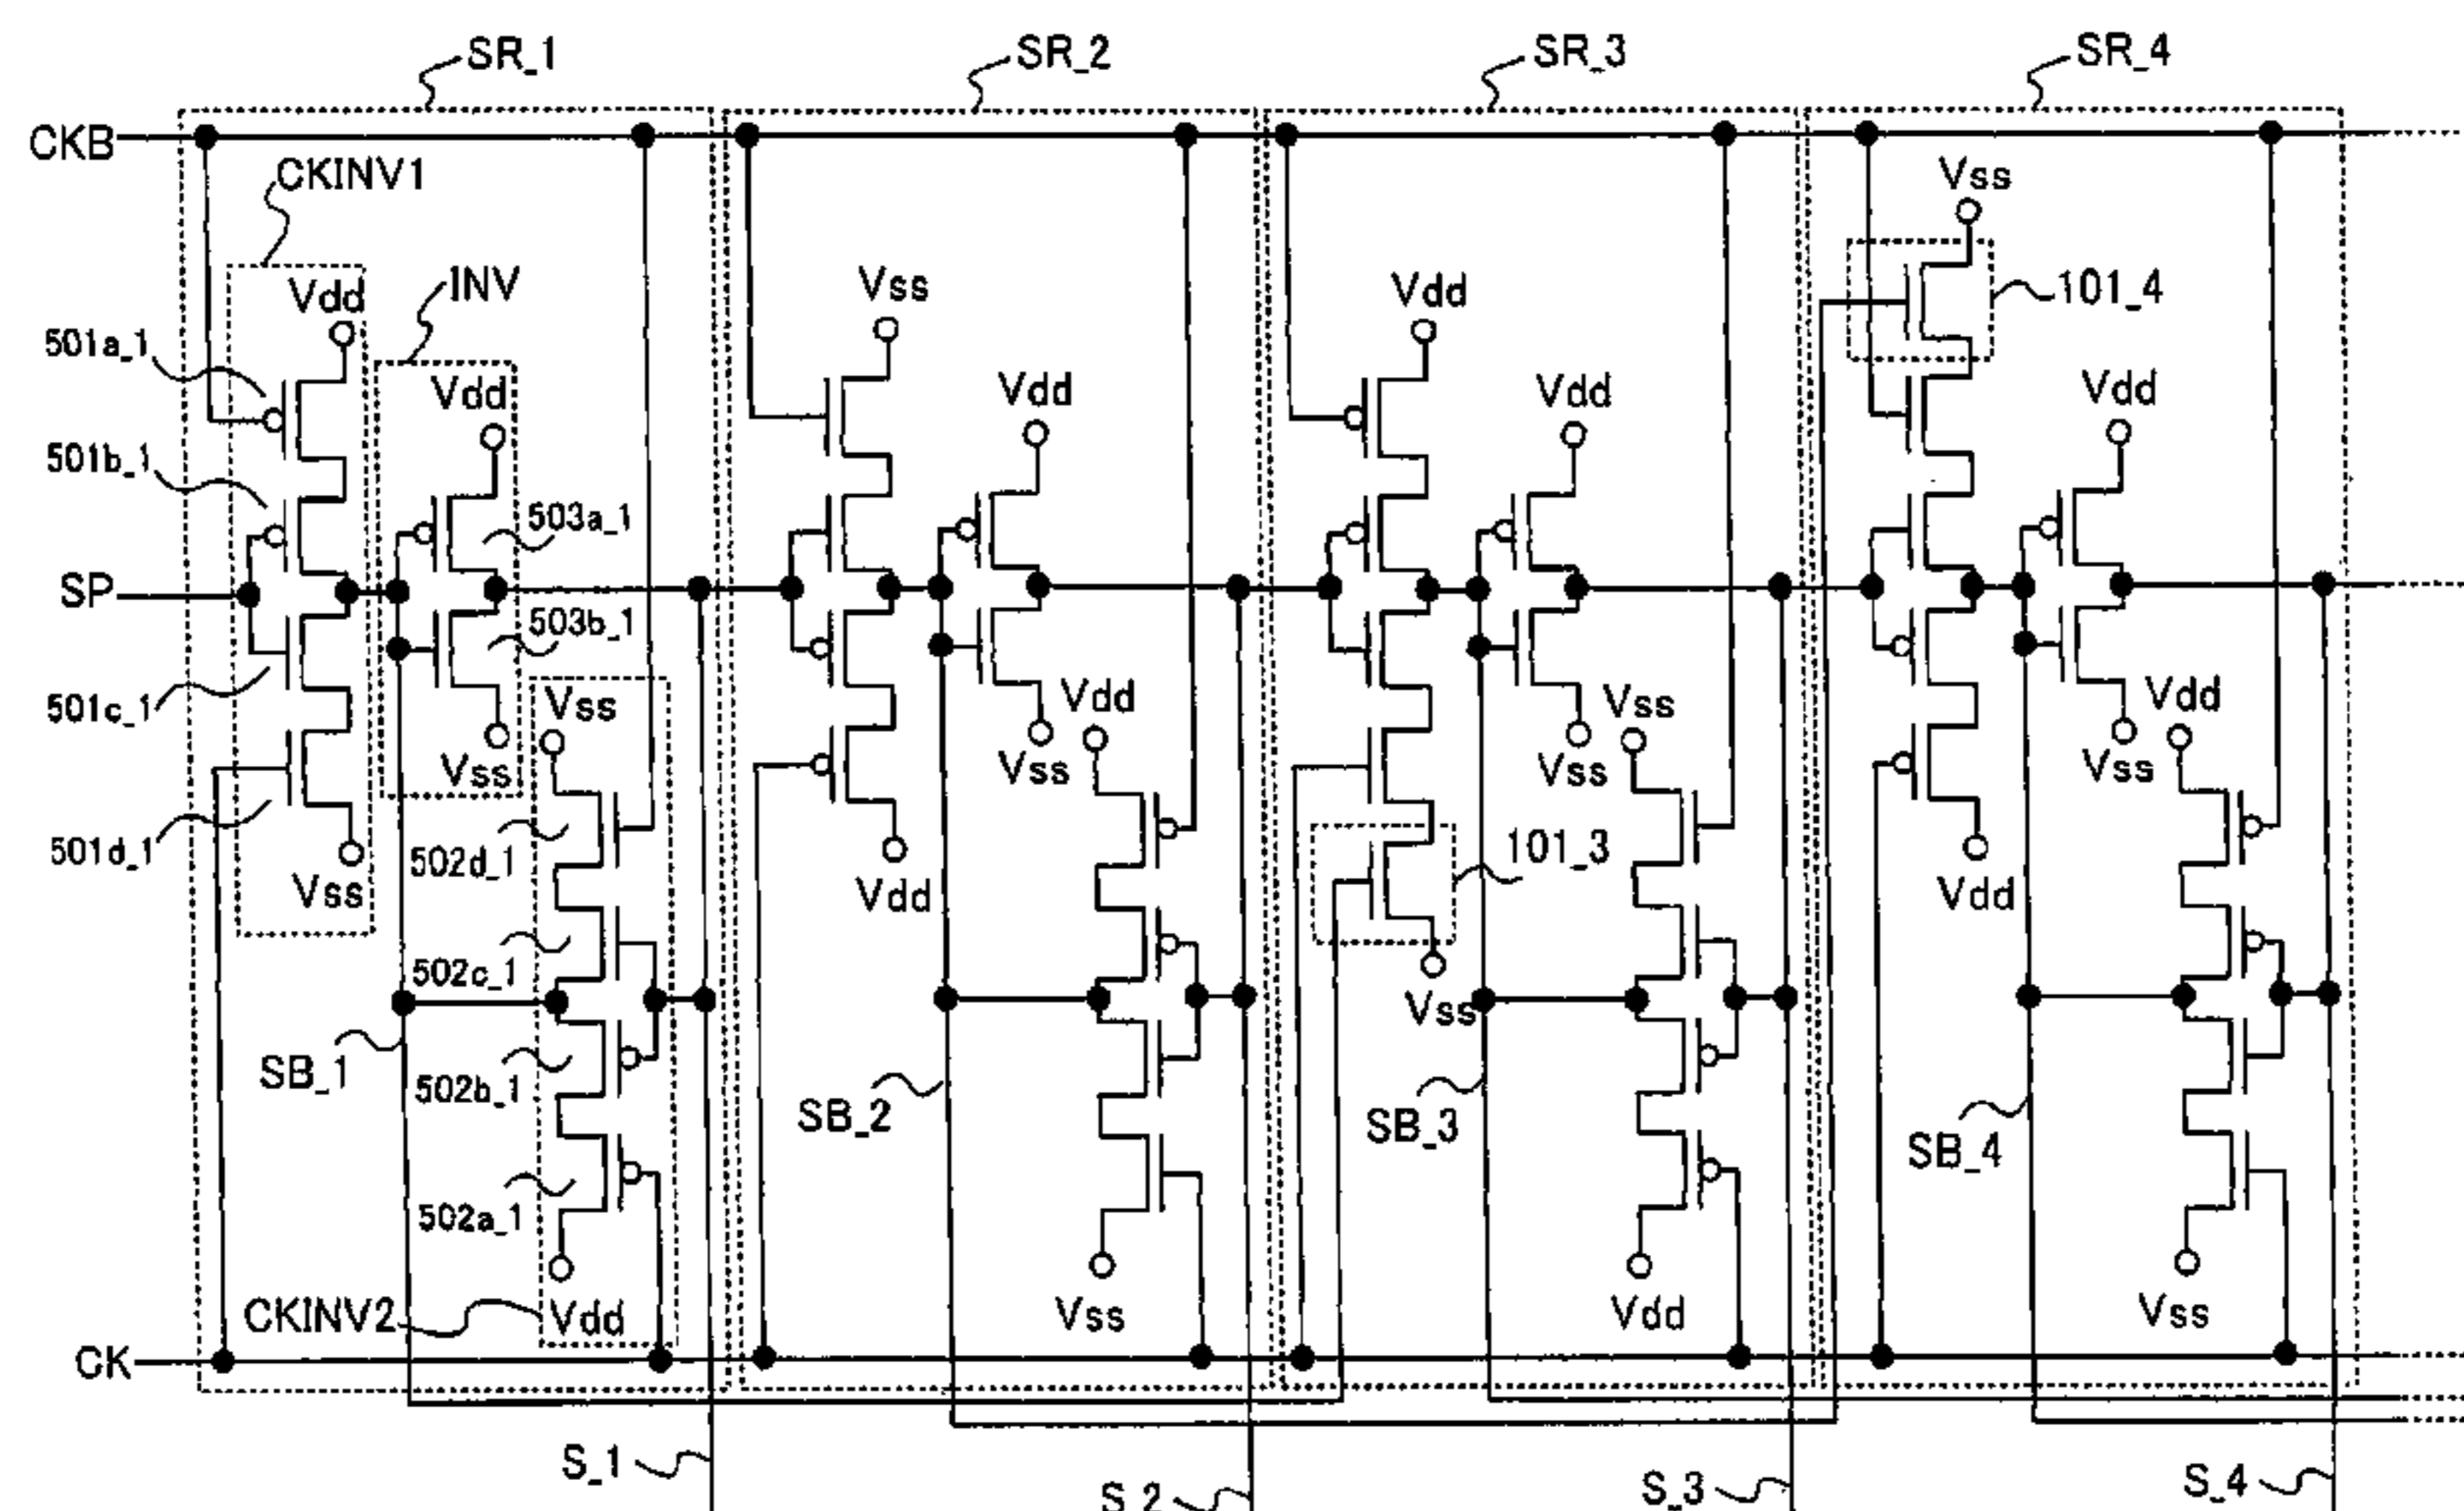 SR_1
SR_2
SR_3
SR_4
CKB
CKINV1
Vss
Vdd
INV
Vss
Vdd
101_4
501a_1
Vdd
Vdd
Vdd
Vdd
501b_1
503a_1
SP
503b_1
501c_1
Vss
Vdd
Vss
Vdd
Vss
Vss
Vss
Vss
501d_1
502d_1
101_3
Vss
Vdd
Vdd
502c_1
Vss
SB_1
502b_1
SB_2
SB_3
SB_4
502a_1
CKINV2
Vdd
Vss
Vdd
Vss
CK
S_1
S_2
S_3
S_4